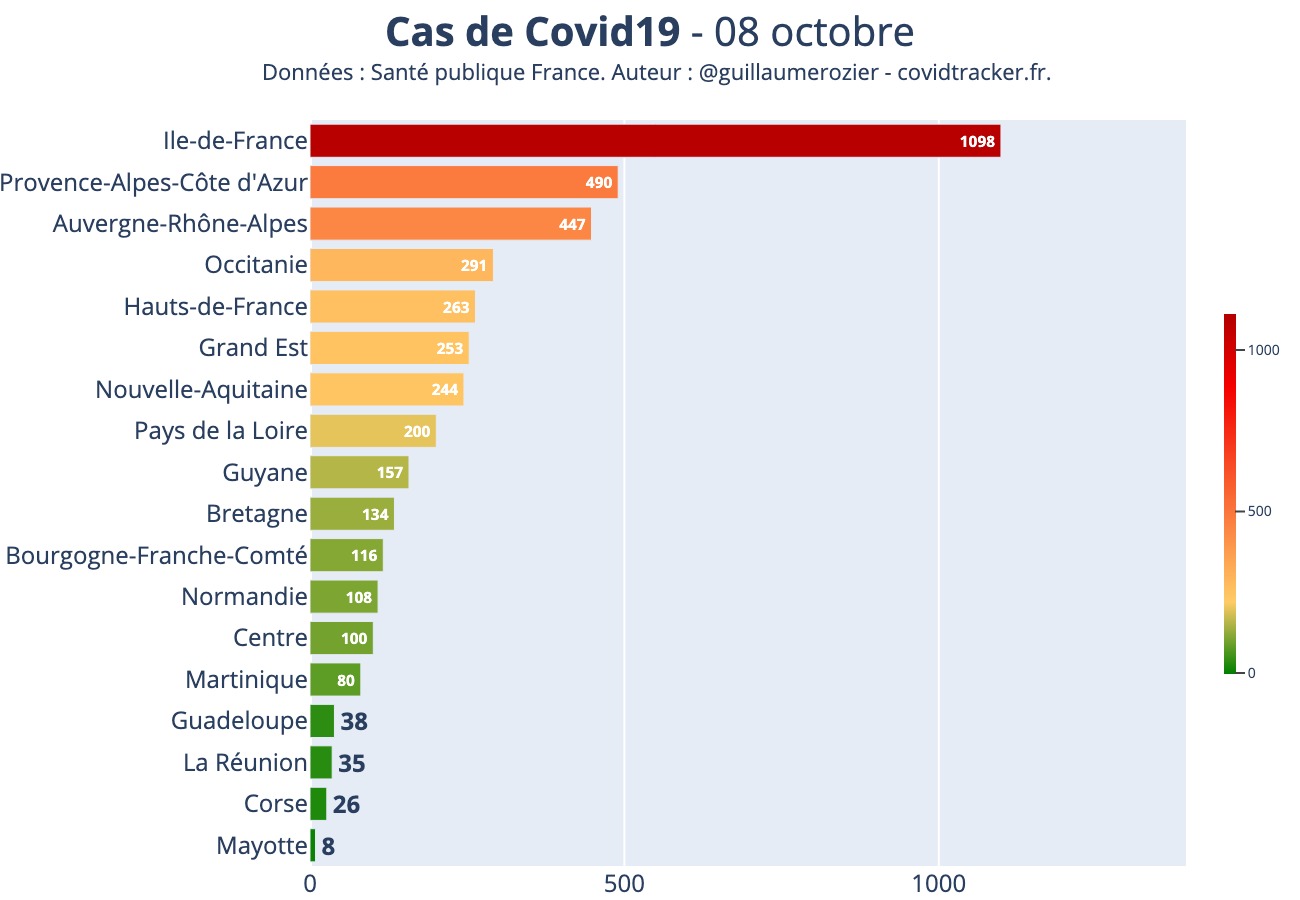 Cas de Covid19 - 08 octobre
Données : Santé publique France. Auteur : @guillaumerozier - covidtracker.fr.
Ile-de-France 1098
Provence-Alpes-Côte d'Azur 490
Auvergne-Rhône-Alpes 447
Occitanie 291
Hauts-de-France 263
Grand Est 253
Nouvelle-Aquitaine 244
Pays de la Loire 200
Guyane 157
Bretagne 134
Bourgogne-Franche-Comté 116
Normandie 108
Centre 100
Martinique 80
Guadeloupe 38
La Réunion 35
Corse 26
Mayotte 8
0 500 1000
1000
500
0